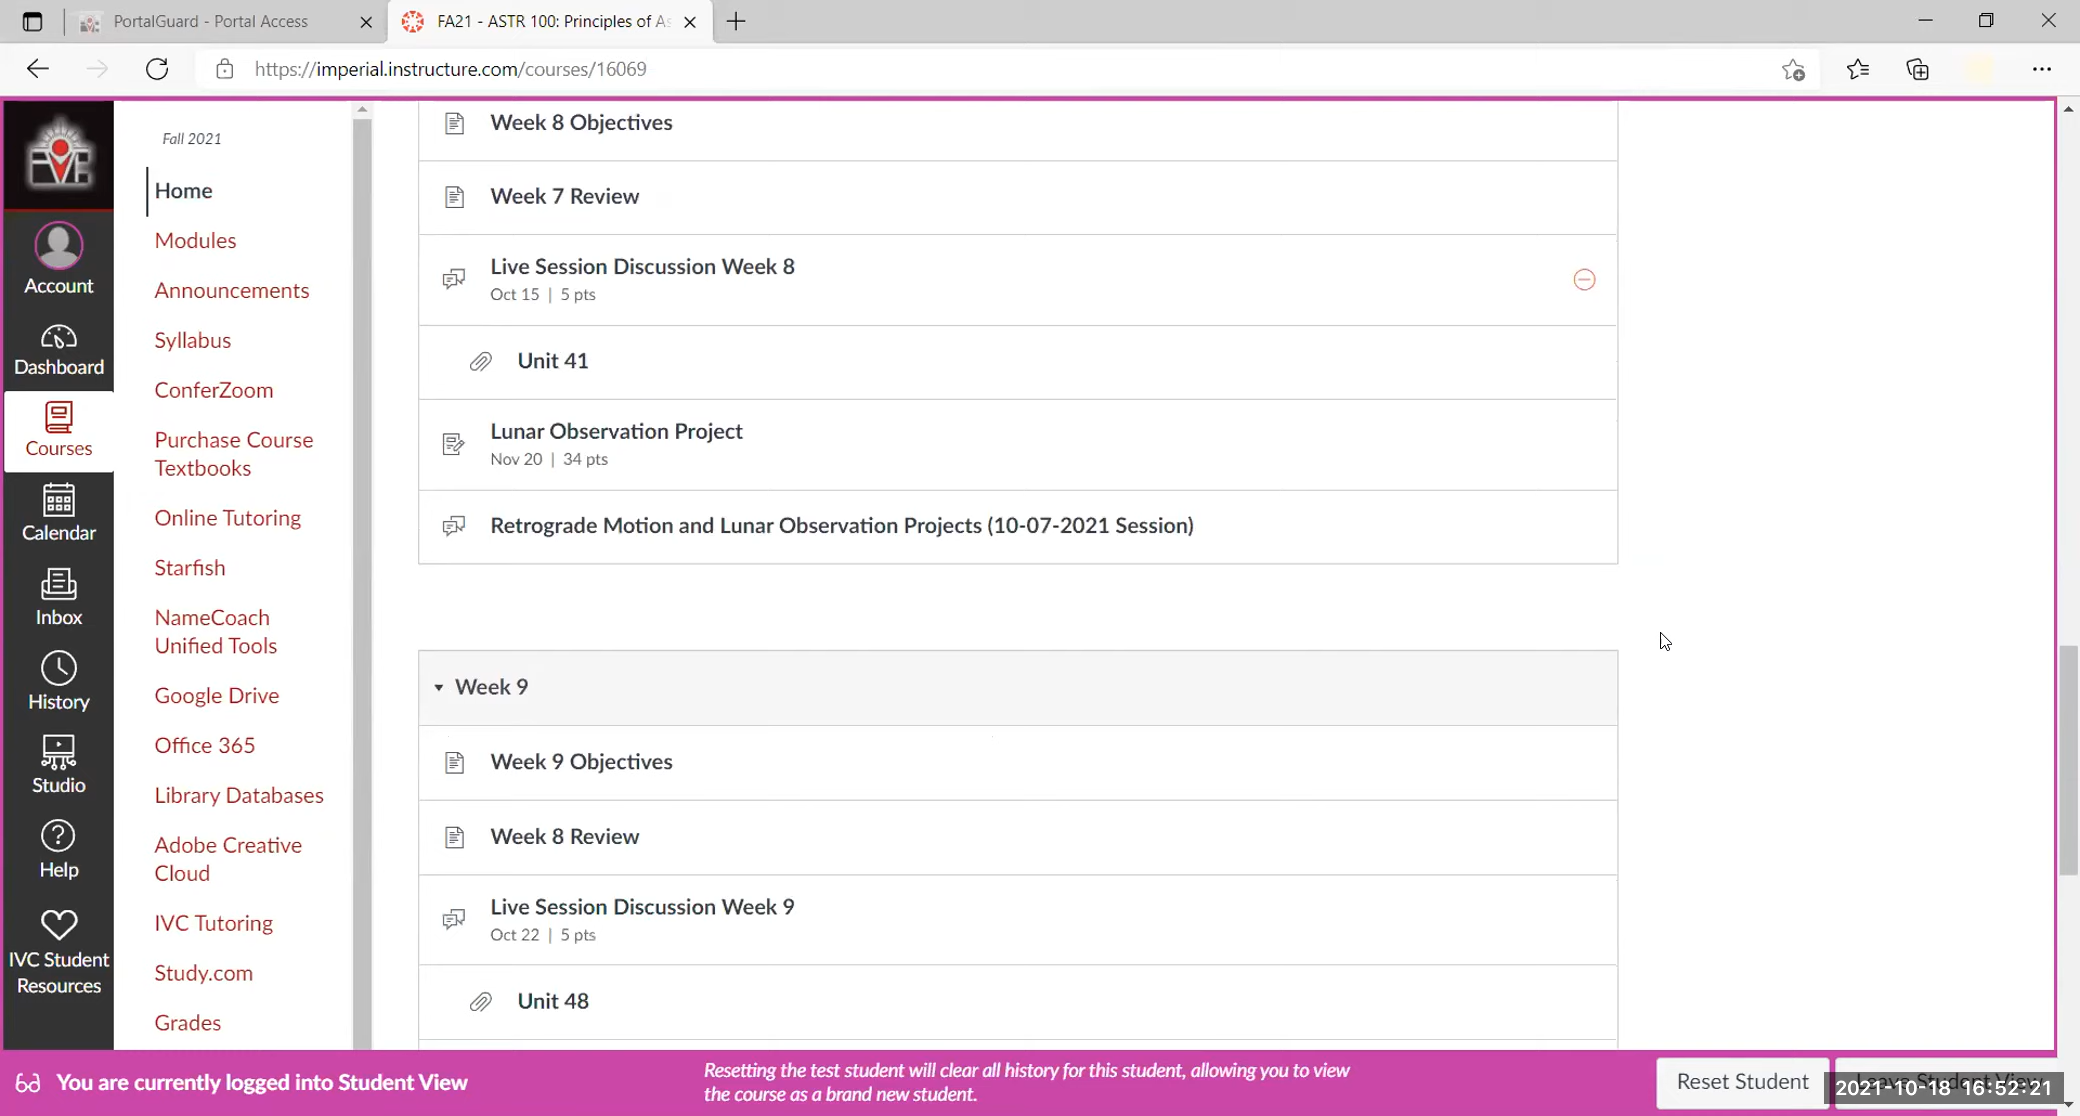 PortalGuard - Portal Access
FA21 - ASTR 100: Principles of As
https://imperial.instructure.com/courses/16069
IVC
Account
Dashboard
Courses
Calendar
Inbox
History
Studio
Help
IVC Student
Resources
Fall 2021
Home
Modules
Announcements
Syllabus
ConferZoom
Purchase Course
Textbooks
Online Tutoring
Starfish
NameCoach
Unified Tools
Google Drive
Office 365
Library Databases
Adobe Creative
Cloud
IVC Tutoring
Study.com
Grades
Week 8 Objectives
Week 7 Review
Live Session Discussion Week 8
Oct 15 | 5 pts
Unit 41
Lunar Observation Project
Nov 20 | 34 pts
Retrograde Motion and Lunar Observation Projects (10-07-2021 Session)
Week 9
Week 9 Objectives
Week 8 Review
Live Session Discussion Week 9
Oct 22 | 5 pts
Unit 48
You are currently logged into Student View
Resetting the test student will clear all history for this student, allowing you to view
the course as a brand new student.
Reset Student
Leave Student View
2021-10-18 16:52:21